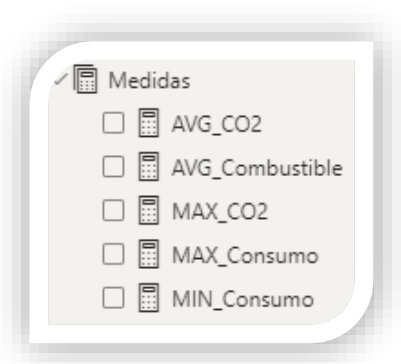 Medidas
AVG_CO2
AVG_Combustible
MAX_CO2
MAX_Consumo
MIN_Consumo